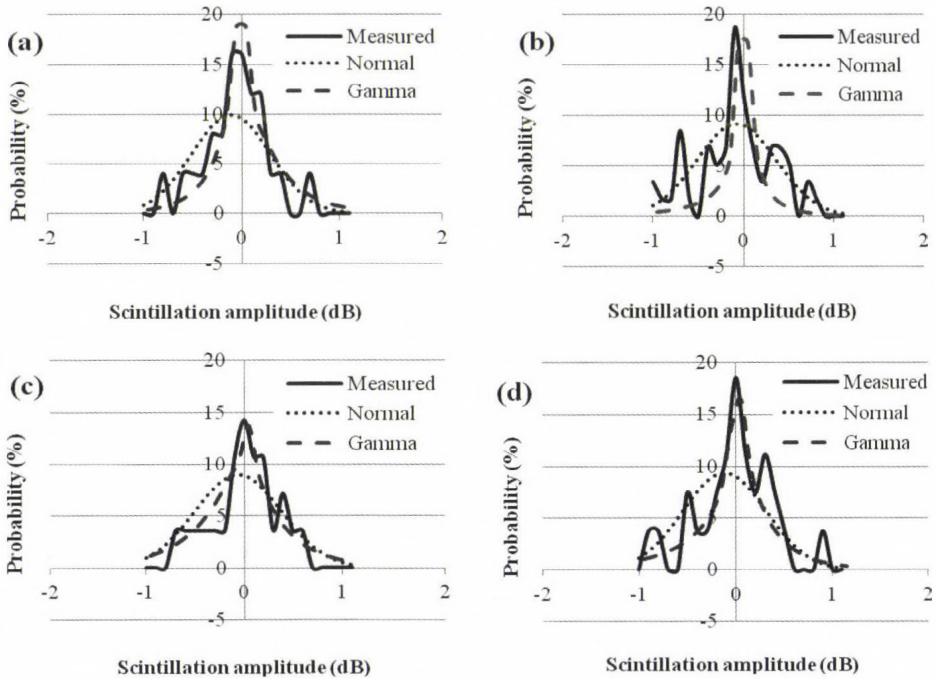 (a)
Probability (%)
20
15
10
5
0
-5
-2
-1
0
1
2
Measured
Normal
Gamma
Scintillation amplitude (dB)
(b)
Probability (%)
20
15
10
5
0
-5
-2
-1
0
1
2
Measured
Normal
Gamma
Scintillation amplitude (dB)
(c)
Probability (%)
20
15
10
5
0
-5
-2
-1
0
1
2
Measured
Normal
Gamma
Scintillation amplitude (dB)
(d)
Probability (%)
20
15
10
5
0
-5
-2
-1
0
1
2
Measured
Normal
Gamma
Scintillation amplitude (dB)